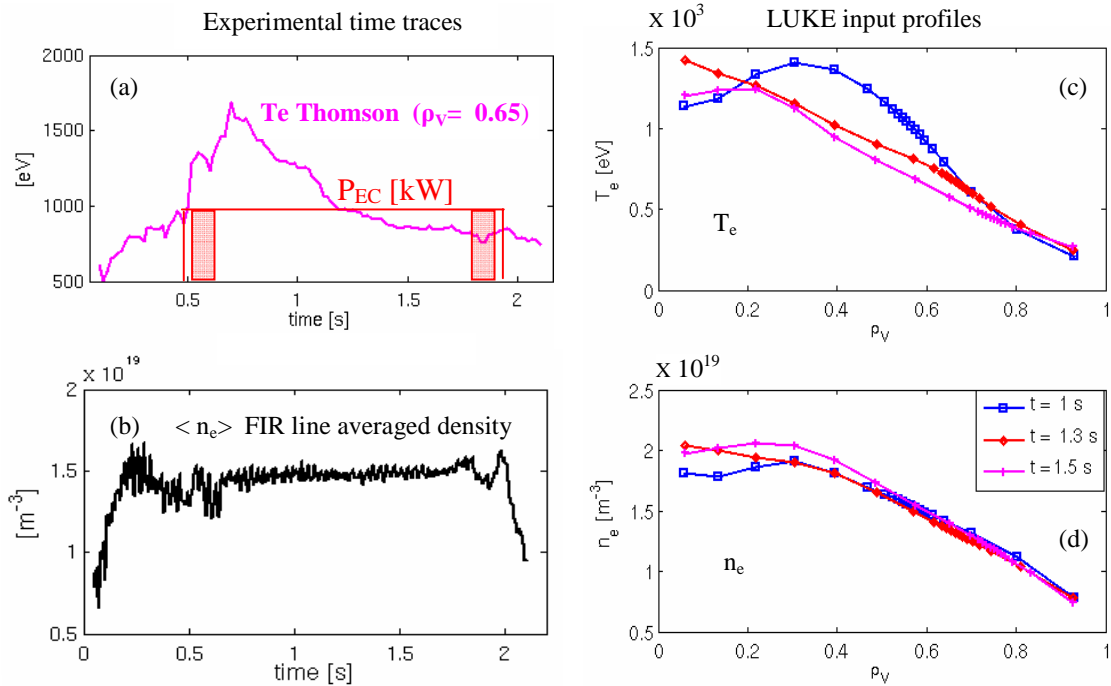 Experimental time traces
2000
1500
1000
500
[eV]
(a)
Te Thomson (ρV= 0.65)
PEC [kW]
0.5
1
1.5
2
time [s]
x 10^19
2
1.5
1
0.5
[m^-3]
(b)
< ne> FIR line averaged density
0
0.5
1
1.5
2
time [s]
X 10^3
LUKE input profiles
1.5
1
0.5
0
T_e [eV]
(c)
Te
0
0.2
0.4
0.6
0.8
1
ρV
X 10^19
2.5
2
1.5
1
0.5
n_e [m^-3]
t = 1 s
t = 1.3 s
t = 1.5 s
(d)
ne
0
0.2
0.4
0.6
0.8
1
ρV